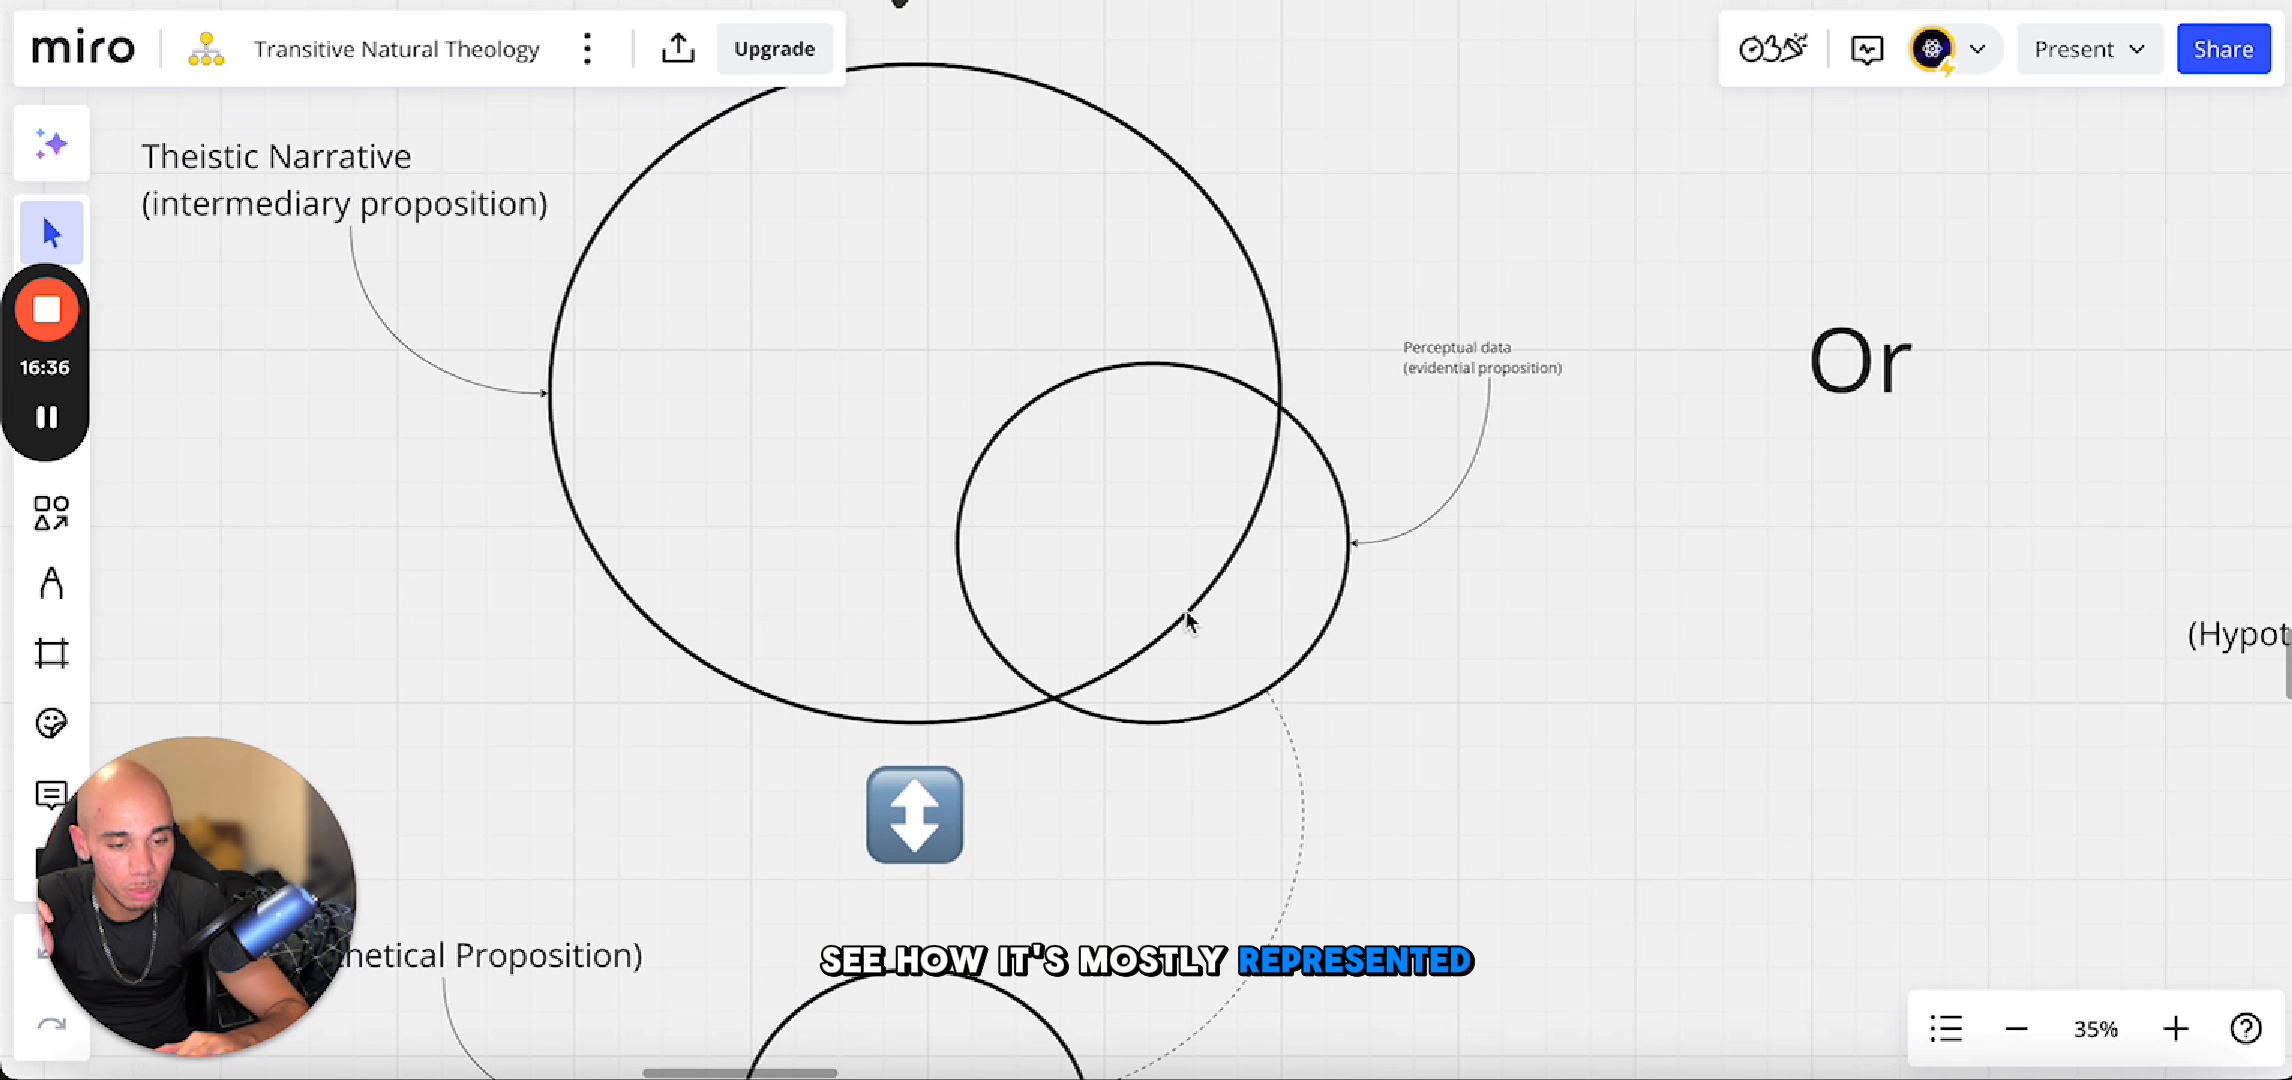 miro
Transitive Natural Theology
Upgrade
Present
Share
Theistic Narrative
(intermediary proposition)
16:36
Perceptual data
(evidential proposition)
Or
(Hypot
netical Proposition)
SEE HOW IT'S MOSTLY REPRESENTED
35%